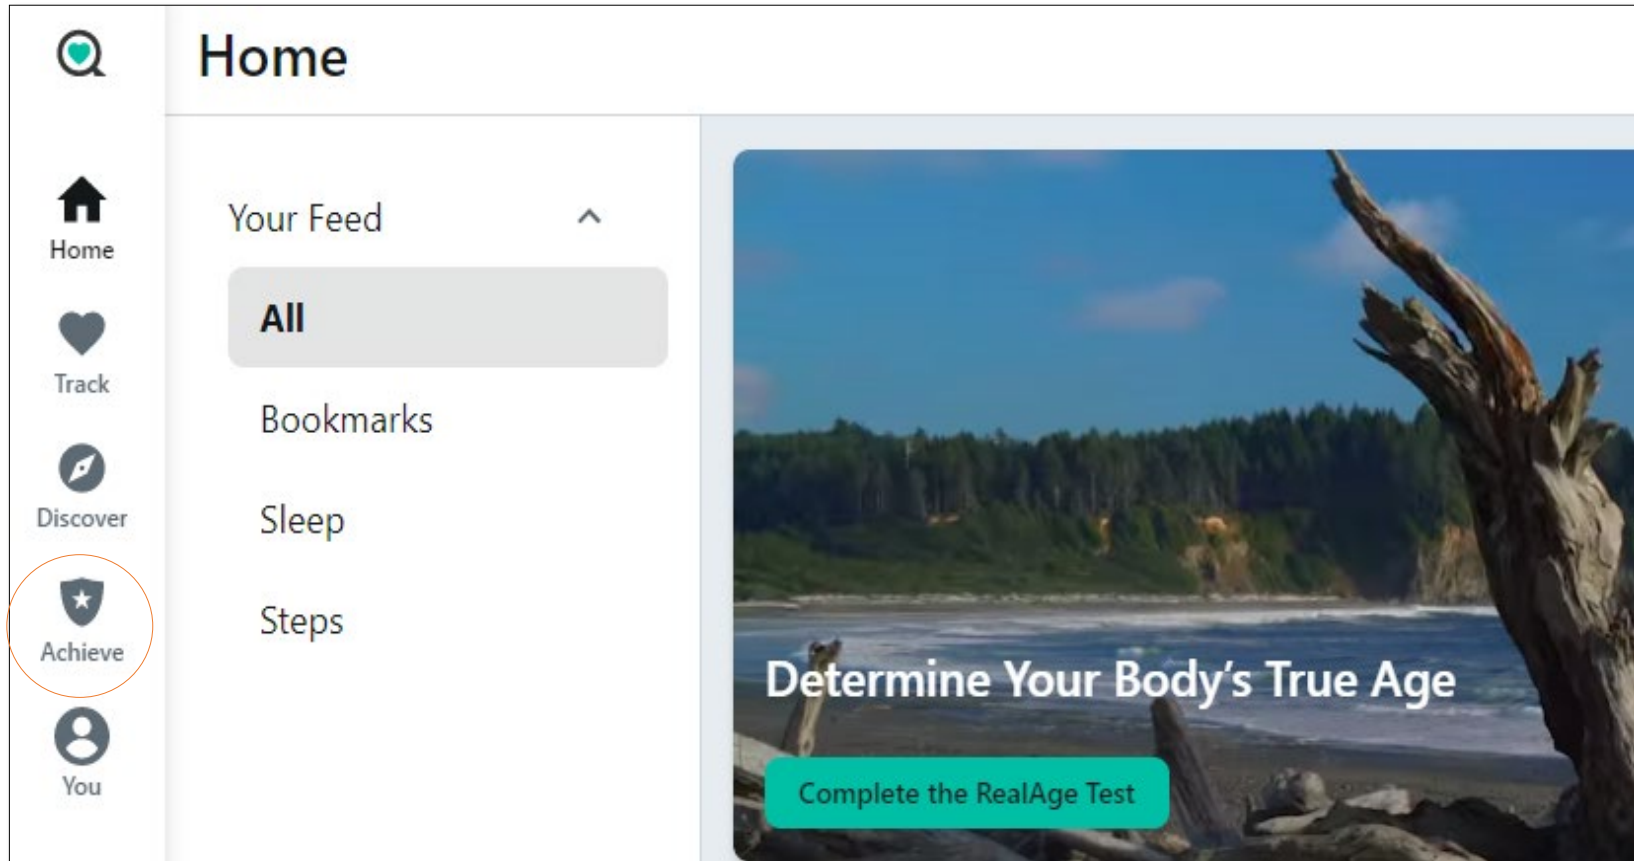 Home
Home
Track
Discover
Achieve
You
Your Feed
All
Bookmarks
Sleep
Steps
Determine Your Body's True Age
Complete the RealAge Test